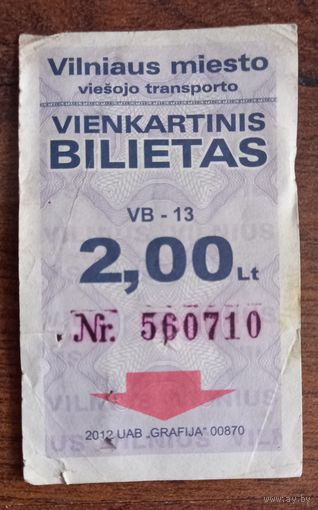 Vilniaus miesto
viešojo transporto
VIENKARTINIS
BILIETAS
VB - 13
2,00 Lt
Nr. 560710
2012 UAB „GRAFIJA" 00870
www.ay.by